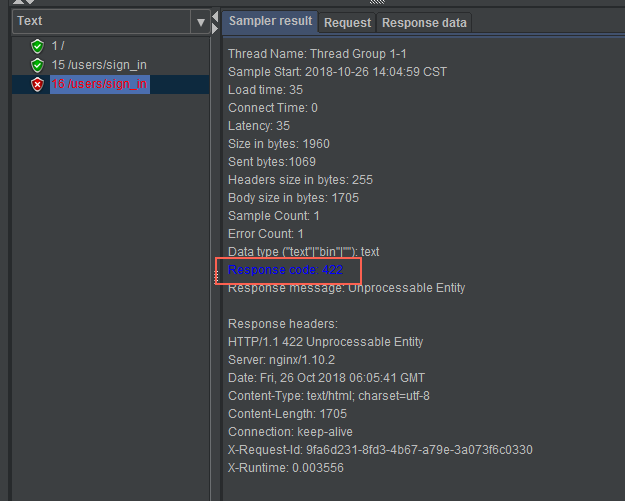 Text
1 /
15 /users/sign_in
16 /users/sign_in
Sampler result
Request
Response data
Thread Name: Thread Group 1-1
Sample Start: 2018-10-26 14:04:59 CST
Load time: 35
Connect Time: 0
Latency: 35
Size in bytes: 1960
Sent bytes:1069
Headers size in bytes: 255
Body size in bytes: 1705
Sample Count: 1
Error Count: 1
Data type ("text"|"bin"|""): text
Response code: 422
Response message: Unprocessable Entity
Response headers:
HTTP/1.1 422 Unprocessable Entity
Server: nginx/1.10.2
Date: Fri, 26 Oct 2018 06:05:41 GMT
Content-Type: text/html; charset=utf-8
Content-Length: 1705
Connection: keep-alive
X-Request-Id: 9fa6d231-8fd3-4b67-a79e-3a073f6c0330
X-Runtime: 0.003556